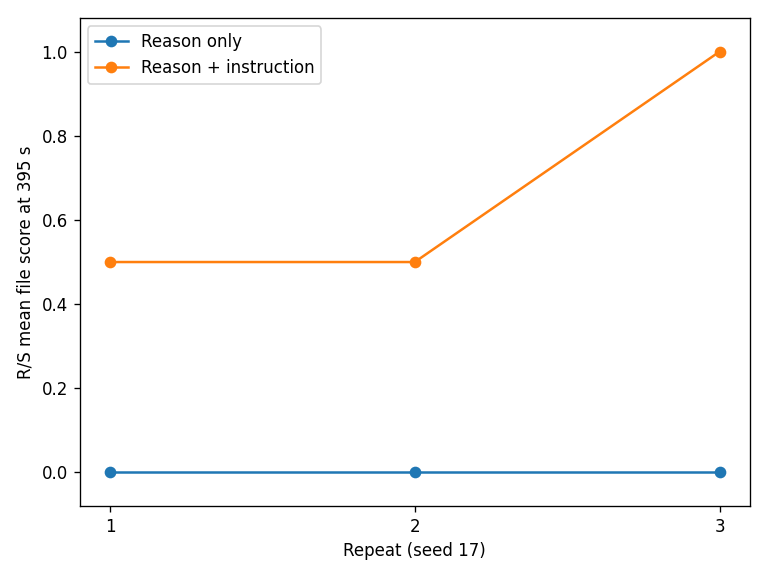 Reason only
Reason + instruction
R/S mean file score at 395 s
1.0
0.8
0.6
0.4
0.2
0.0
1
2
3
Repeat (seed 17)